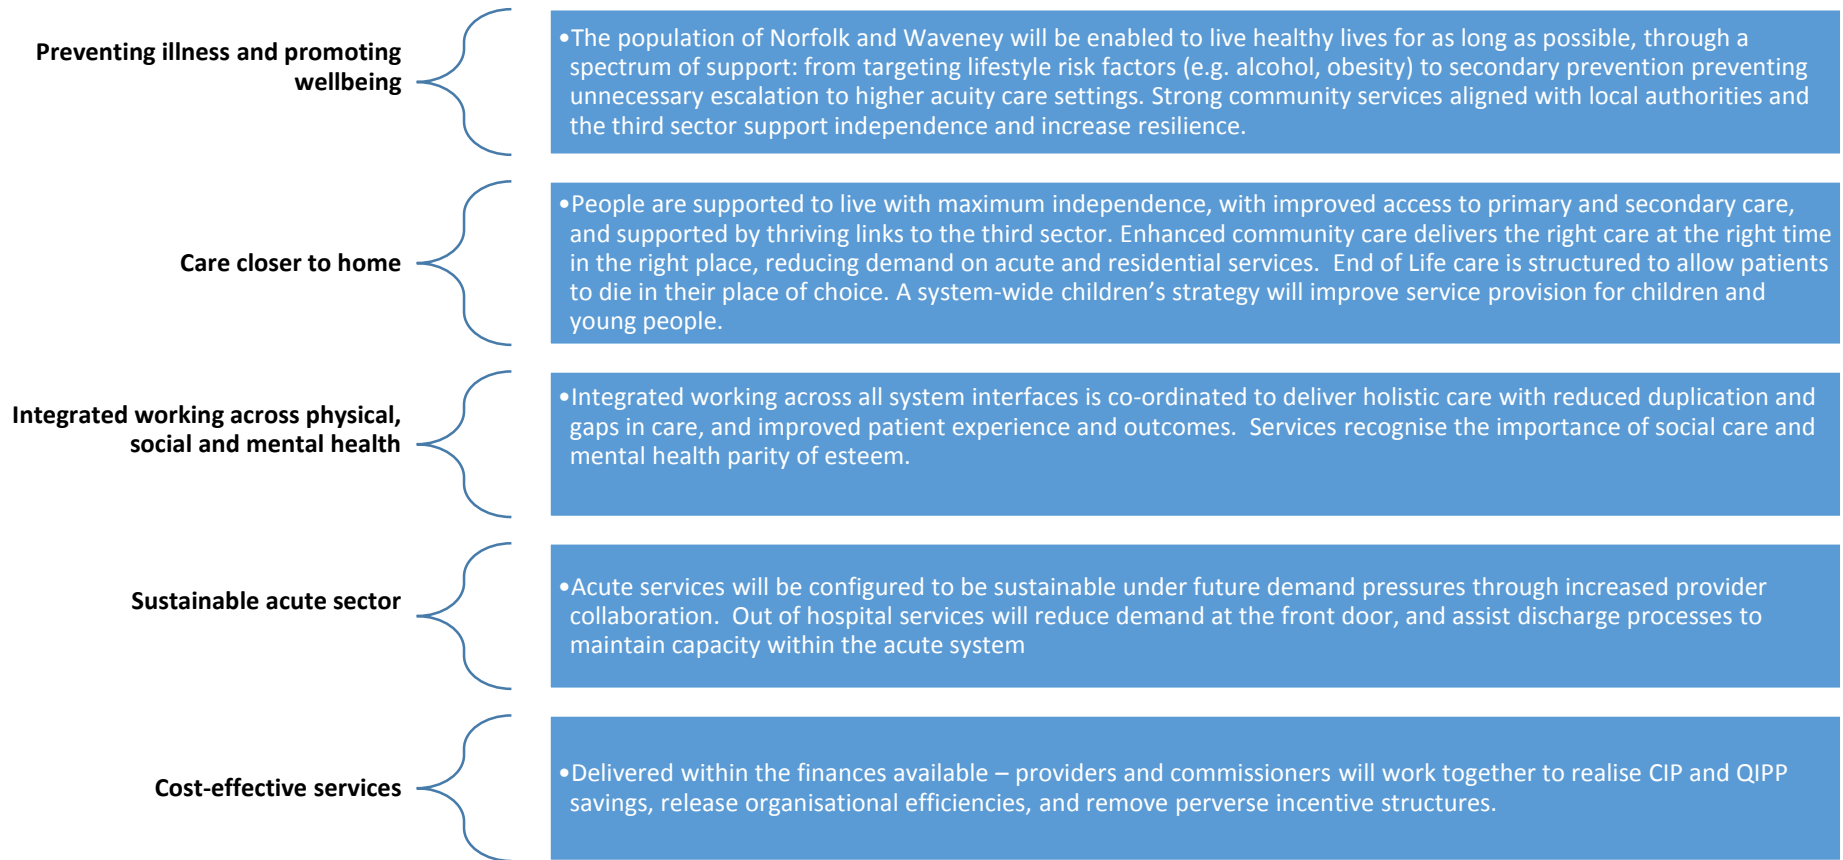 Preventing illness and promoting
wellbeing
•The population of Norfolk and Waveney will be enabled to live healthy lives for as long as possible, through a
spectrum of support: from targeting lifestyle risk factors (e.g. alcohol, obesity) to secondary prevention preventing
unnecessary escalation to higher acuity care settings. Strong community services aligned with local authorities and
the third sector support independence and increase resilience.
Care closer to home
•People are supported to live with maximum independence, with improved access to primary and secondary care,
and supported by thriving links to the third sector. Enhanced community care delivers the right care at the right time
in the right place, reducing demand on acute and residential services.  End of Life care is structured to allow patients
to die in their place of choice. A system-wide children’s strategy will improve service provision for children and
young people.
Integrated working across physical,
social and mental health
•Integrated working across all system interfaces is co-ordinated to deliver holistic care with reduced duplication and
gaps in care, and improved patient experience and outcomes.  Services recognise the importance of social care and
mental health parity of esteem.
Sustainable acute sector
•Acute services will be configured to be sustainable under future demand pressures through increased provider
collaboration.  Out of hospital services will reduce demand at the front door, and assist discharge processes to
maintain capacity within the acute system
Cost-effective services
•Delivered within the finances available – providers and commissioners will work together to realise CIP and QIPP
savings, release organisational efficiencies, and remove perverse incentive structures.